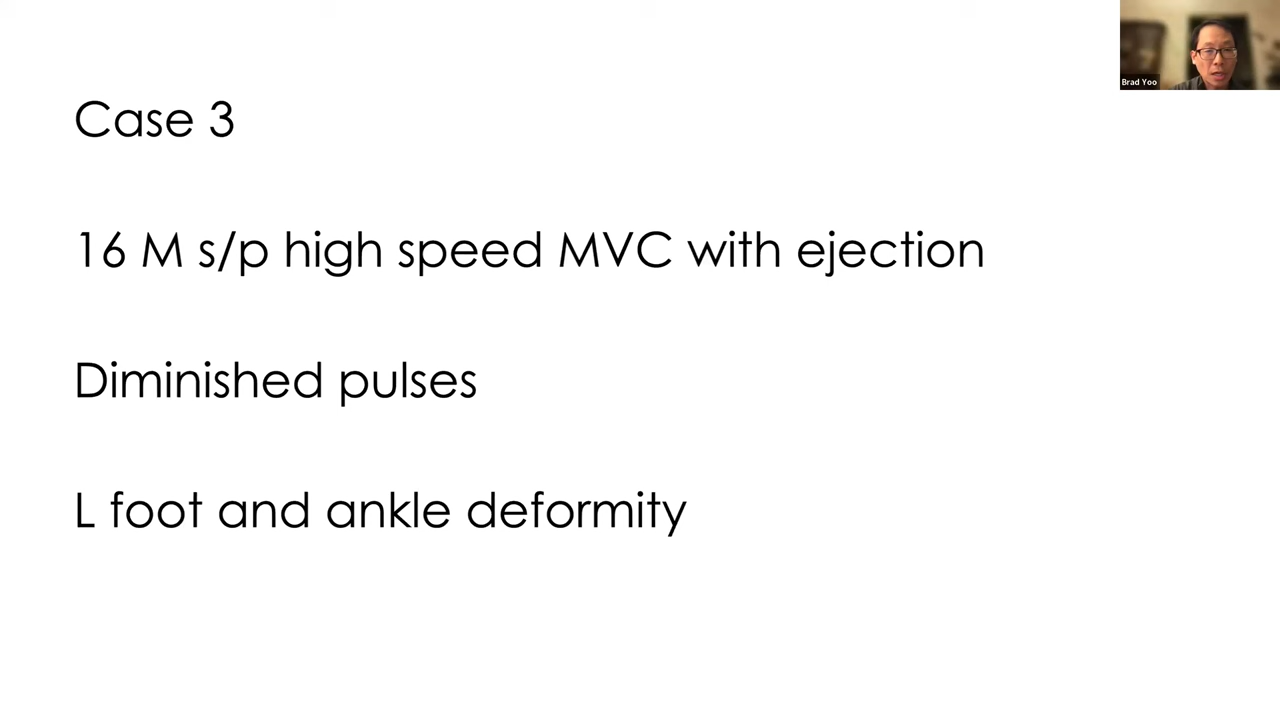 Case 3
16 M s/p high speed MVC with ejection
Diminished pulses
L foot and ankle deformity
Brad Yoo